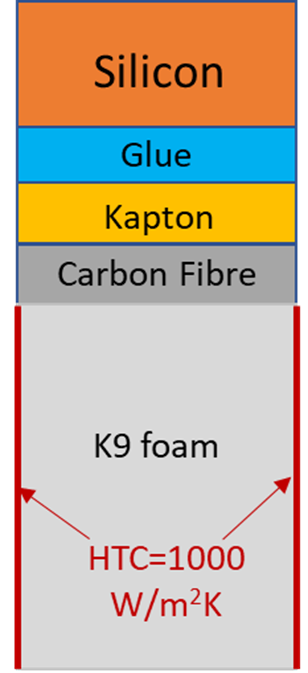 Silicon
Glue
Kapton
Carbon Fibre
K9 foam
HTC=1000
W/m²K